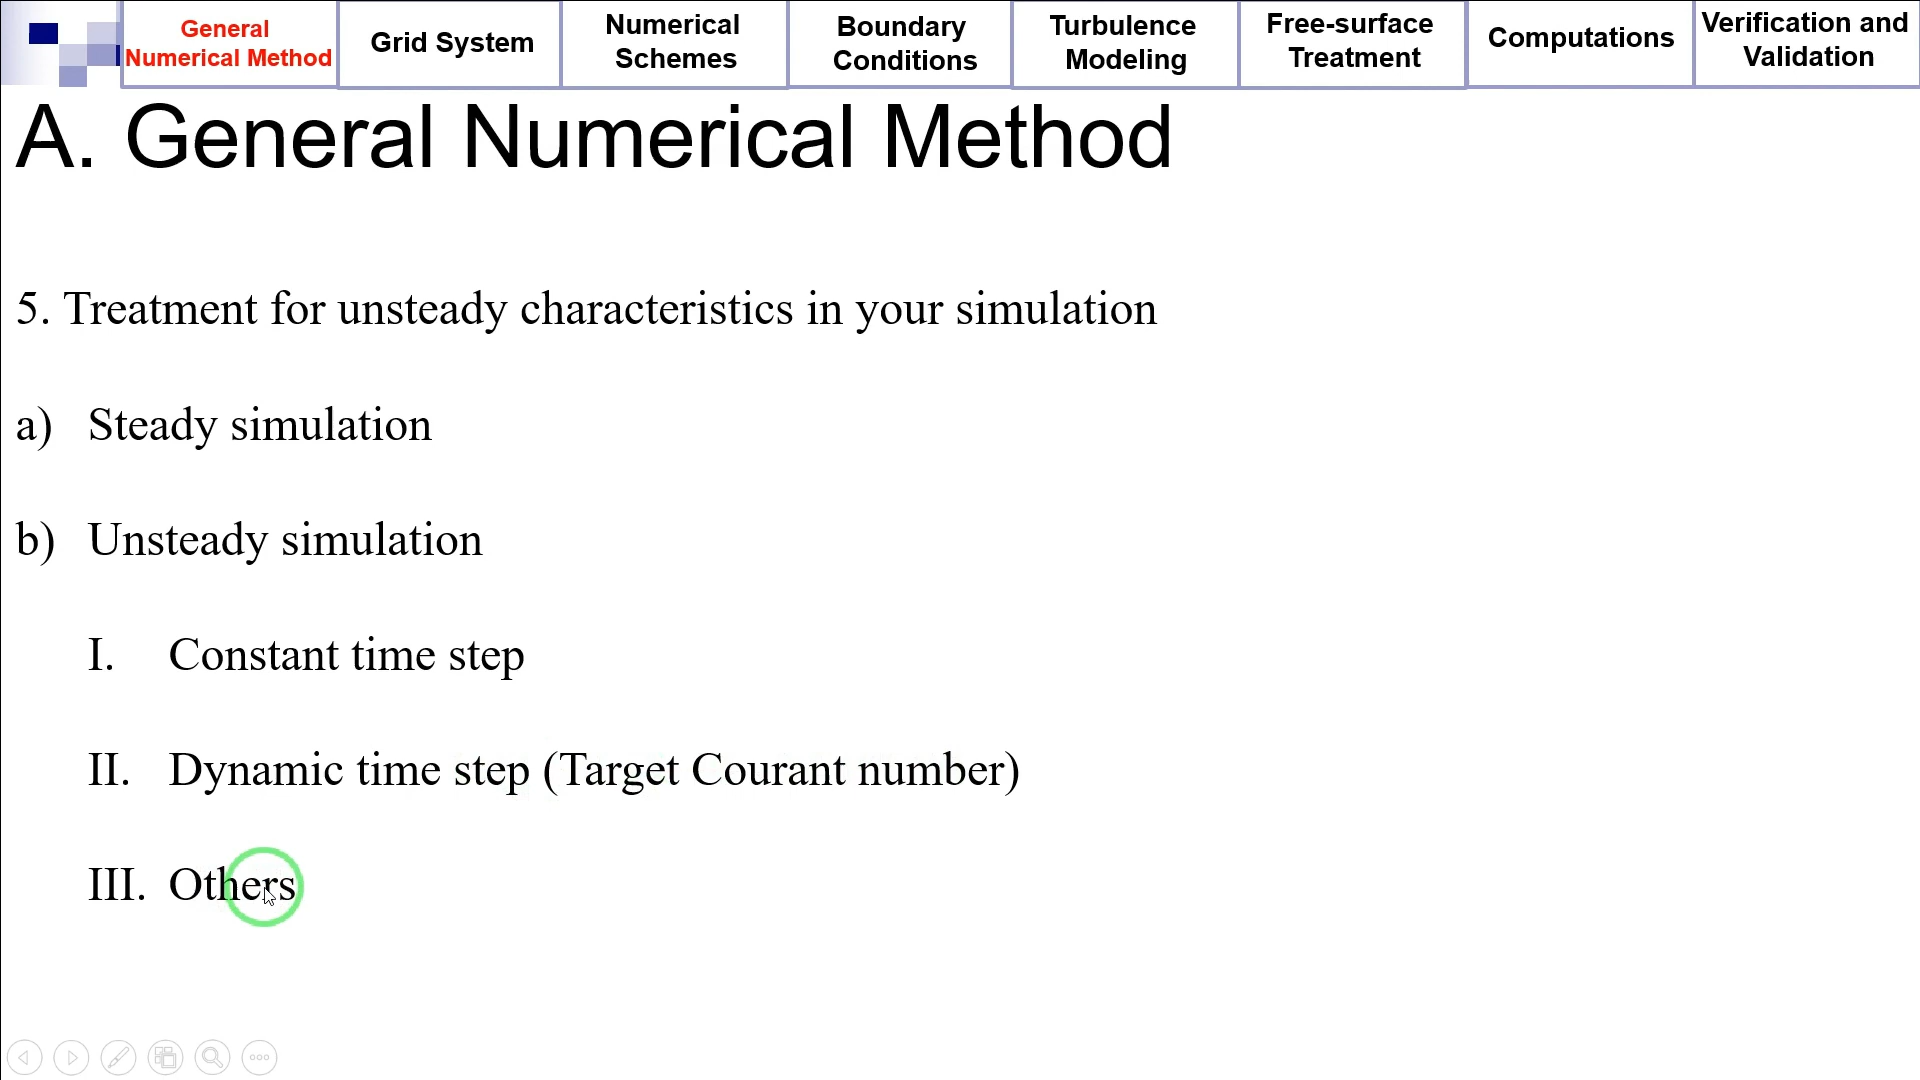 General
Numerical Method
Grid System
Numerical
Schemes
Boundary
Conditions
Turbulence
Modeling
Free-surface
Treatment
Computations
Verification and
Validation
A. General Numerical Method
5. Treatment for unsteady characteristics in your simulation
a) Steady simulation
b) Unsteady simulation
I. Constant time step
II. Dynamic time step (Target Courant number)
III. Others